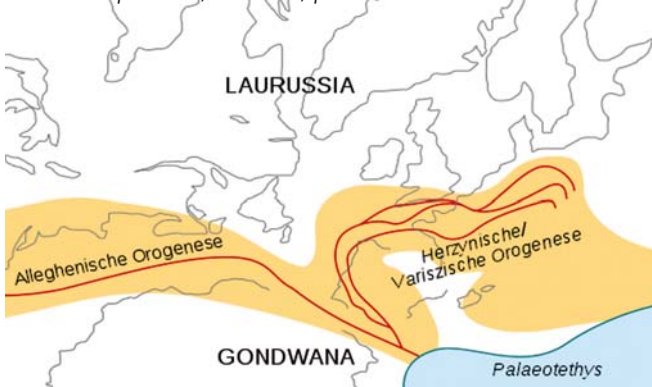 LAURUSSIA
Alleghenische Orogenese
Herzynische/
Variszische Orogenese
GONDWANA
Palaeotethys